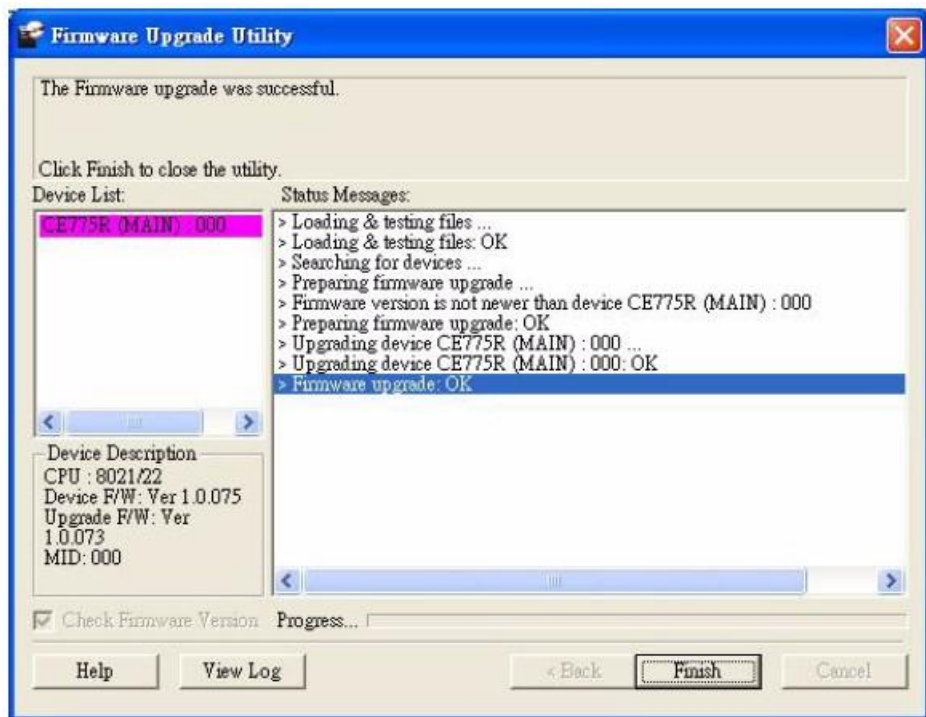 Firmware Upgrade Utility
The Firmware upgrade was successful.
Click Finish to close the utility.
Device List:
CE775R (MAIN) : 000
Status Messages:
> Loading & testing files ...
> Loading & testing files: OK
> Searching for devices ...
> Preparing firmware upgrade ...
> Firmware version is not newer than device CE775R (MAIN) : 000
> Preparing firmware upgrade: OK
> Upgrading device CE775R (MAIN) : 000 ...
> Upgrading device CE775R (MAIN) : 000: OK
> Firmware upgrade: OK
Device Description
CPU : 8021/22
Device F/W: Ver 1.0.075
Upgrade F/W: Ver
1.0.073
MID: 000
Check Firmware Version
Progress...
Help
View Log
< Back
Finish
Cancel